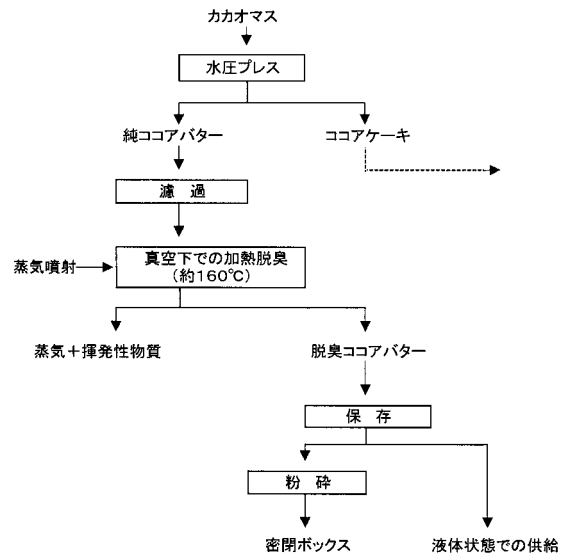 カカオマス
水圧プレス
純ココアバター
ココアケーキ
濾 過
蒸気噴射
真空下での加熱脱臭
(約160℃)
蒸気＋揮発性物質
脱臭ココアバター
保 存
粉 砕
密閉ボックス
液体状態での供給